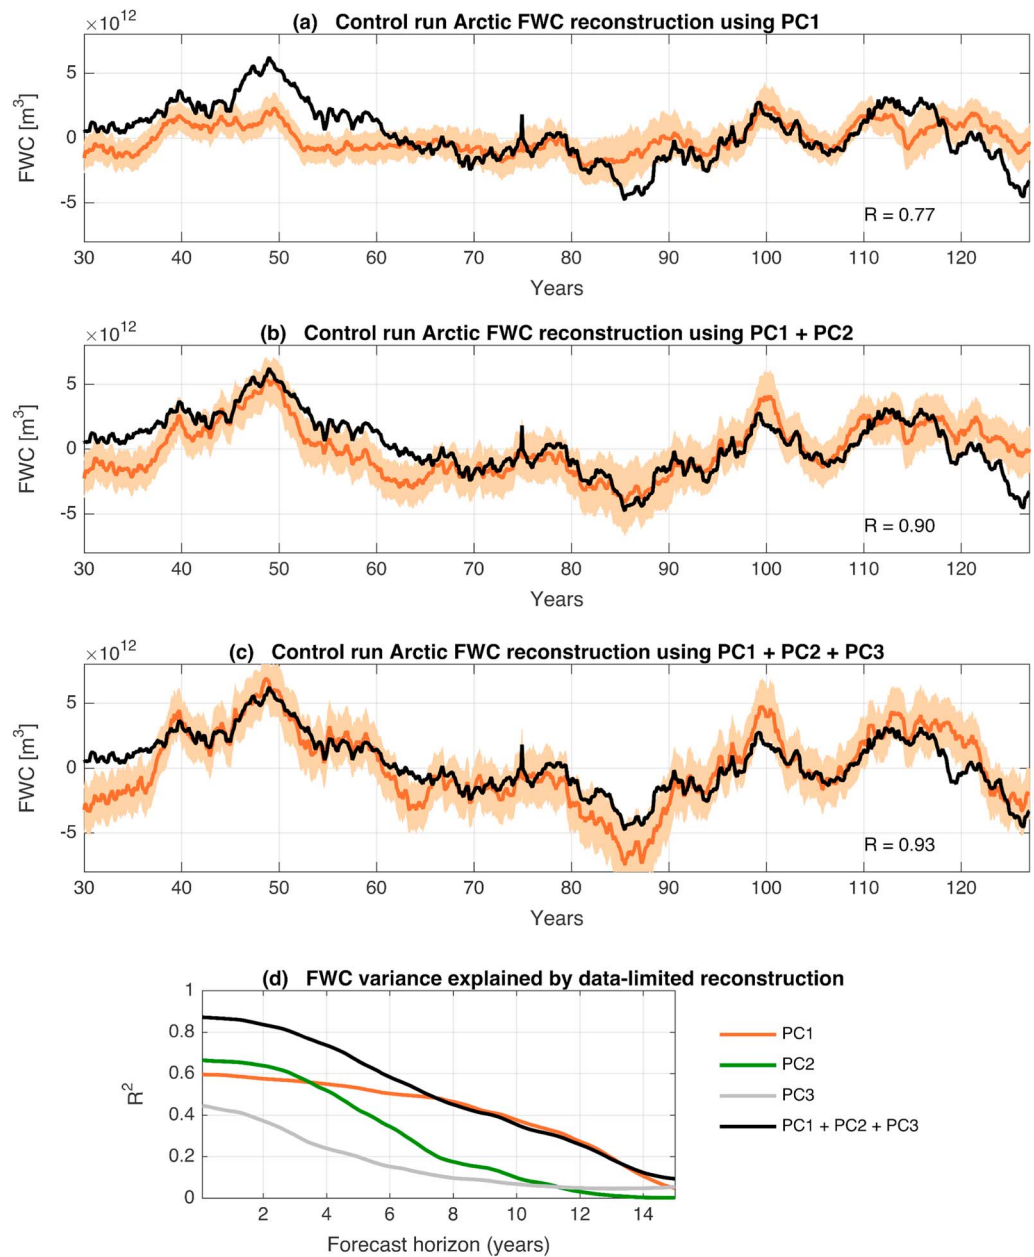 ×10¹²
(a) Control run Arctic FWC reconstruction using PC1
FWC [m³]
5
0
-5
R = 0.77
30 40 50 60 70 80 90 100 110 120
Years
×10¹²
(b) Control run Arctic FWC reconstruction using PC1 + PC2
FWC [m³]
5
0
-5
R = 0.90
30 40 50 60 70 80 90 100 110 120
Years
×10¹²
(c) Control run Arctic FWC reconstruction using PC1 + PC2 + PC3
FWC [m³]
5
0
-5
R = 0.93
30 40 50 60 70 80 90 100 110 120
Years
(d) FWC variance explained by data-limited reconstruction
R²
1
0.8
0.6
0.4
0.2
0
2 4 6 8 10 12 14
Forecast horizon (years)
PC1
PC2
PC3
PC1 + PC2 + PC3